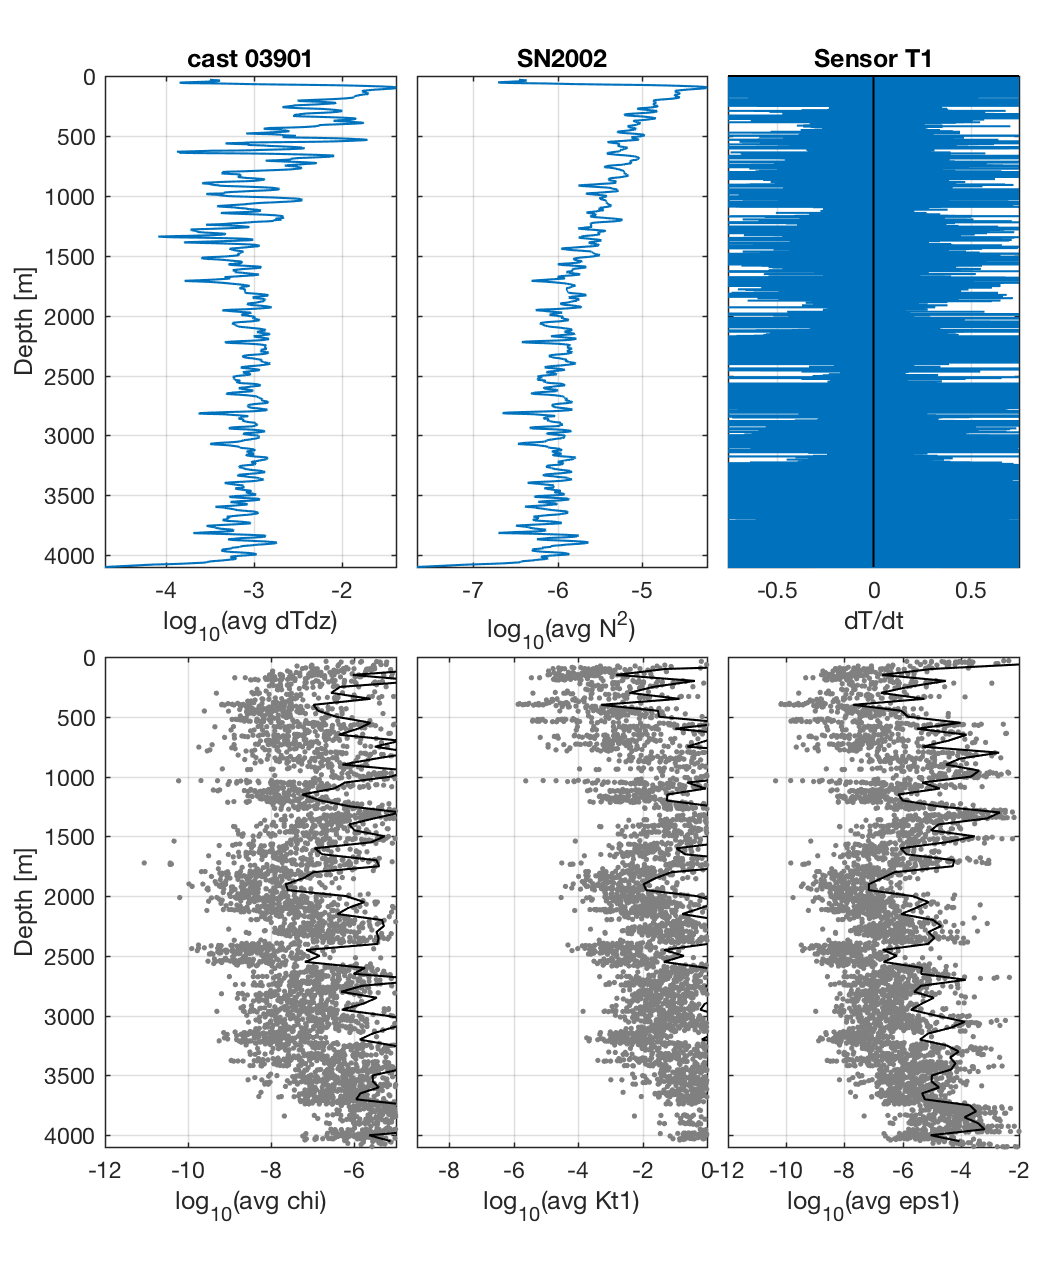 cast 03901 SN2002 Sensor T1
0
500
1000
1500
2000
2500
3000
3500
4000
Depth [m]
-4 -3 -2 -7 -6 -5 -0.5 0 0.5
log10(avg dTdz) log10(avg N2) dT/dt
0
500
1000
1500
2000
2500
3000
3500
4000
Depth [m]
-12 -10 -8 -6 -8 -6 -4 -2 0 -12 -10 -8 -6 -4 -2
log10(avg chi) log10(avg Kt1) log10(avg eps1)